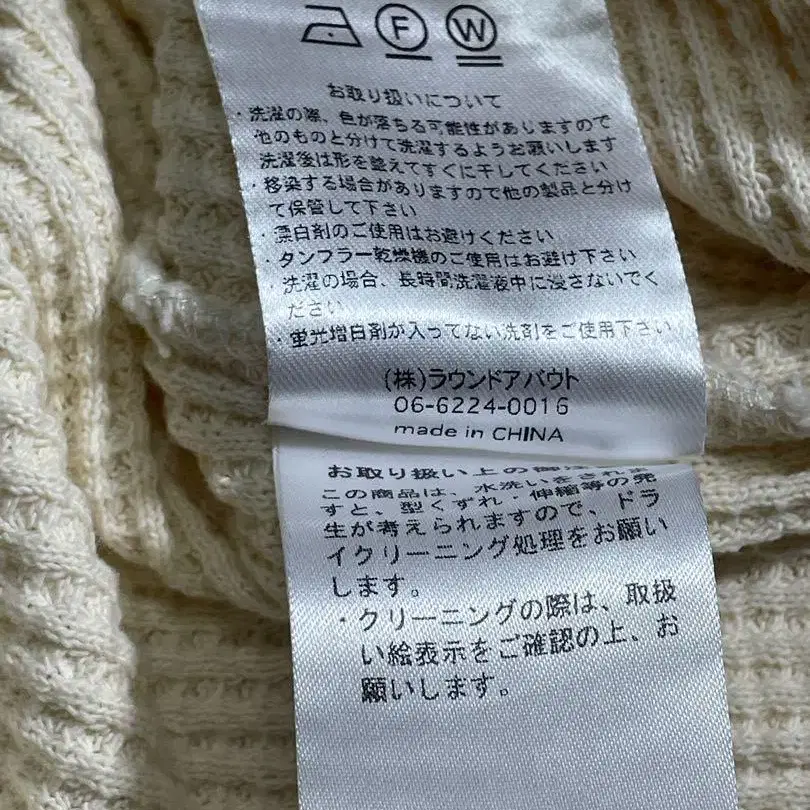 F W
お取り扱いについて
・洗濯の際、色が落ちる可能性がありますので
他のものと分けて洗濯するようお願いします
洗濯後は形を整えてすぐに干してください
・移染する場合がありますので他の製品と分け
て保管して下さい
・漂白剤のご使用はお避けください
・タンブラー乾燥機のご使用はお避け下さい
・洗濯の場合、長時間洗濯液中に浸さないでく
ださい
・蛍光増白剤が入ってない洗剤をご使用下さい
(株)ラウンドアバウト
06-6224-0016
made in CHINA
お取り扱い上の御注
この商品は、水洗いをされま
すと、型くずれ・伸縮等の発
生が考えられますので、ドラ
イクリーニング処理をお願い
します。
・クリーニングの際は、取扱
い絵表示をご確認の上、お
願いします。